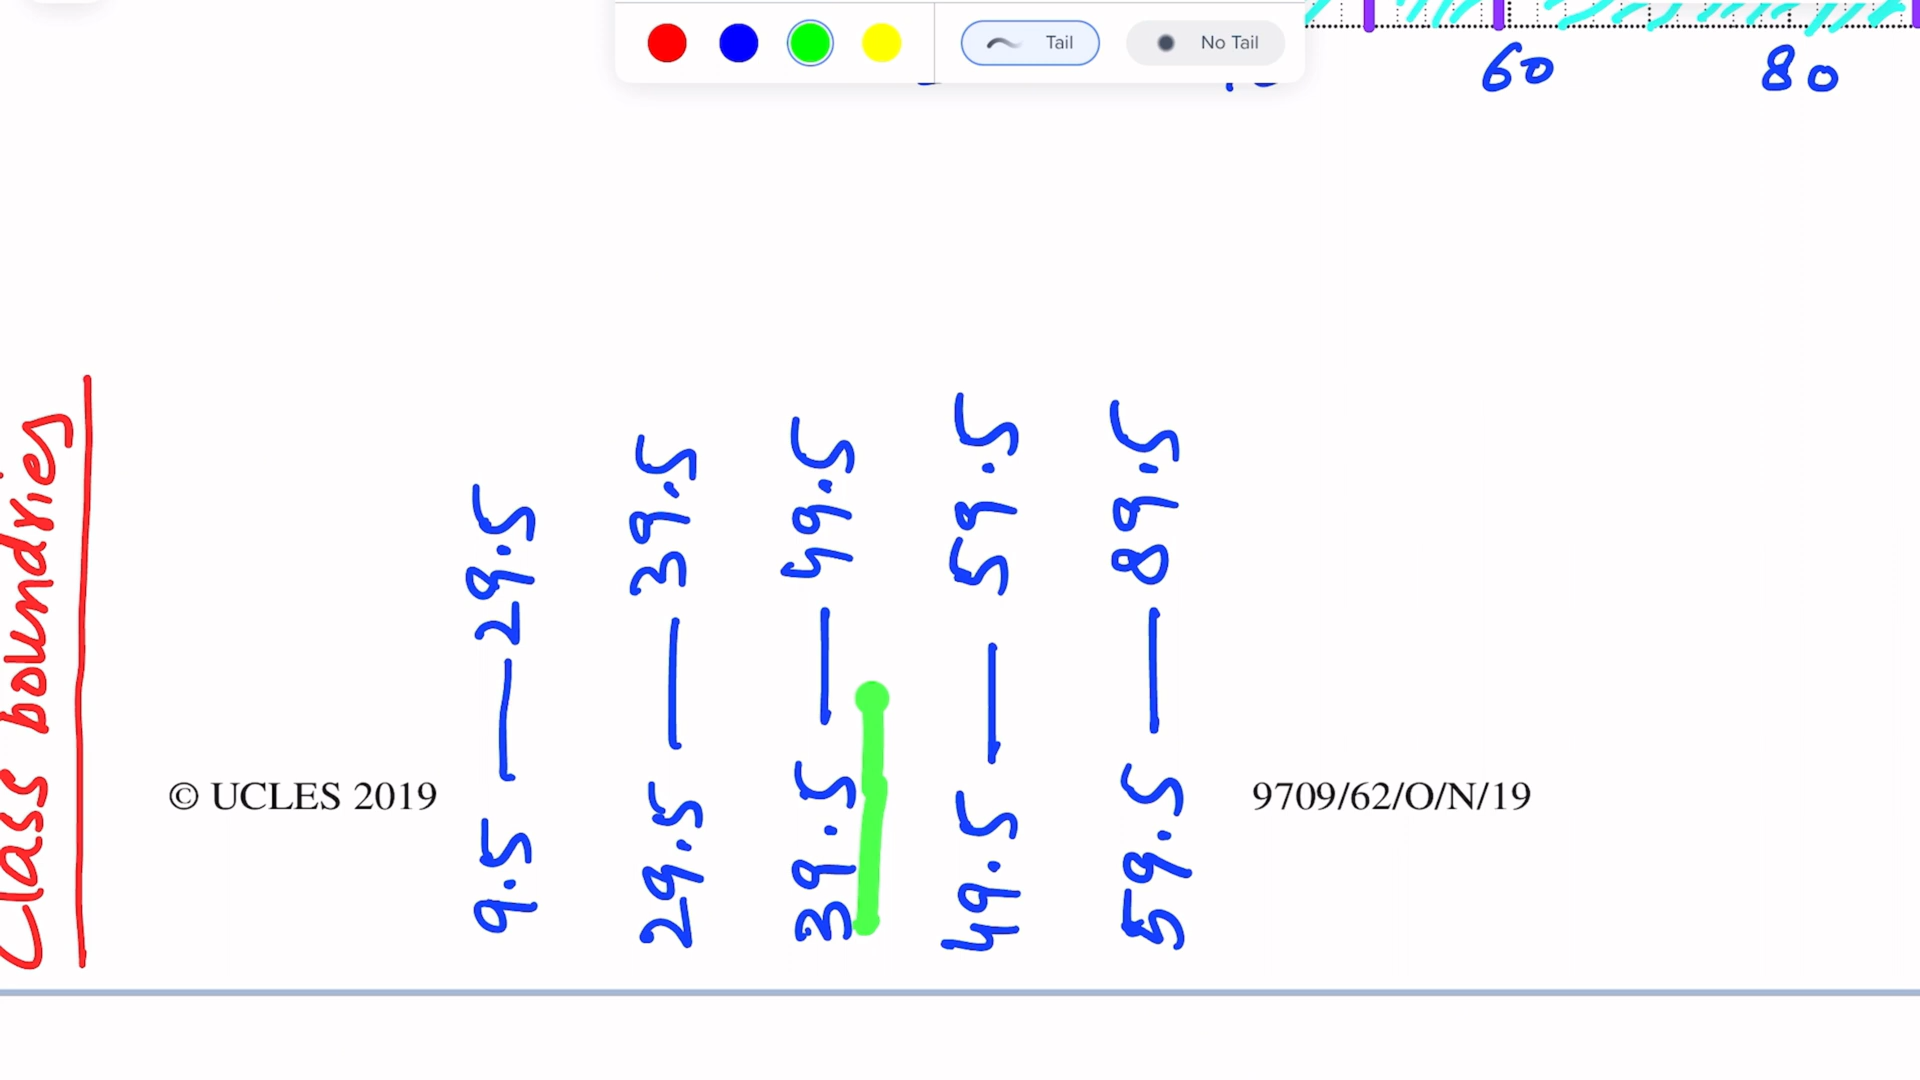 Tail No Tail
60 80
Class boundries
9.5 — 29.5
29.5 — 39.5
39.5 — 49.5
49.5 — 59.5
59.5 — 89.5
© UCLES 2019 9709/62/O/N/19